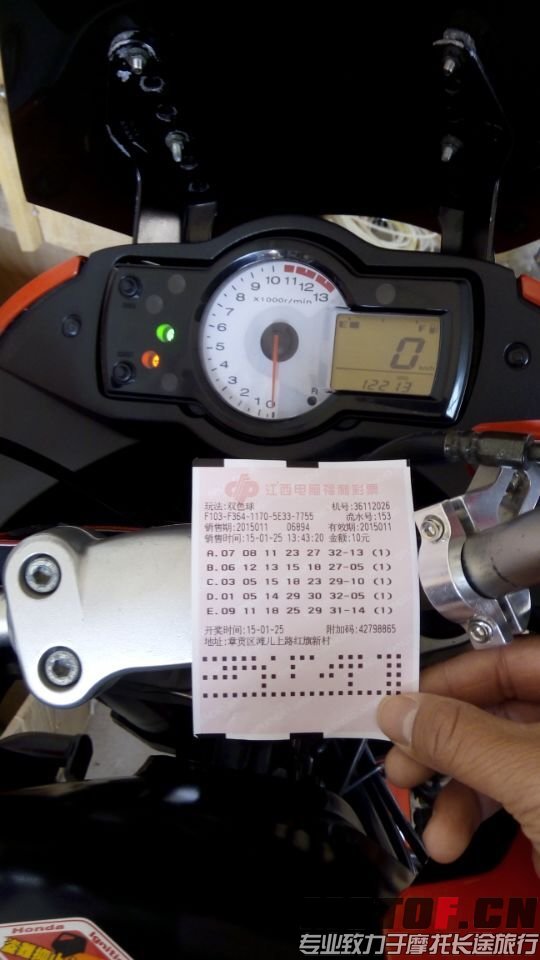 10 11
9
12
8
13
X1000r/min
7
6
5
4
3
2
1
0
0
km/h
12213
江西电脑福利彩票
玩法:双色球 机号:36112026
F103-F364-1170-5E33-7755 流水号:153
销售期:2015011 06894 有效期:2015011
销售时间:15-01-25 13:43:20 金额:10元
A.07 08 11 23 27 32-13 (1)
B.06 12 13 15 18 27-05 (1)
C.03 05 15 18 23 29-10 (1)
D.01 05 14 29 30 32-05 (1)
E.09 11 18 25 29 31-14 (1)
开奖时间:15-01-25 附加码:42798865
地址:章贡区滩儿上路红旗新村
Honda Ignition
MOTOF.CN
专业致力于摩托长途旅行